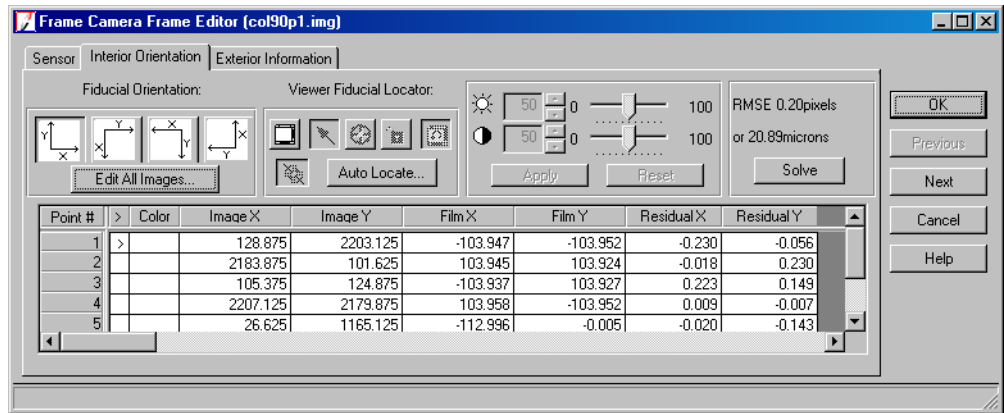 Frame Camera Frame Editor (col90p1.img)
Sensor Interior Orientation Exterior Information
Fiducial Orientation: Viewer Fiducial Locator:
Y X Y X X Y X Y
Edit All Images...
Auto Locate...
50 0 100
50 0 100
Apply Reset
RMSE 0.20pixels
or 20.89microns
Solve
OK
Previous
Next
Cancel
Help
Point # > Color Image X Image Y Film X Film Y Residual X Residual Y
1 > 128.875 2203.125 -103.947 -103.952 -0.230 -0.056
2 2183.875 101.625 103.945 103.924 -0.018 0.230
3 105.375 124.875 -103.937 103.927 0.223 0.149
4 2207.125 2179.875 103.958 -103.952 0.009 -0.007
5 26.625 1165.125 -112.996 -0.005 -0.020 -0.143